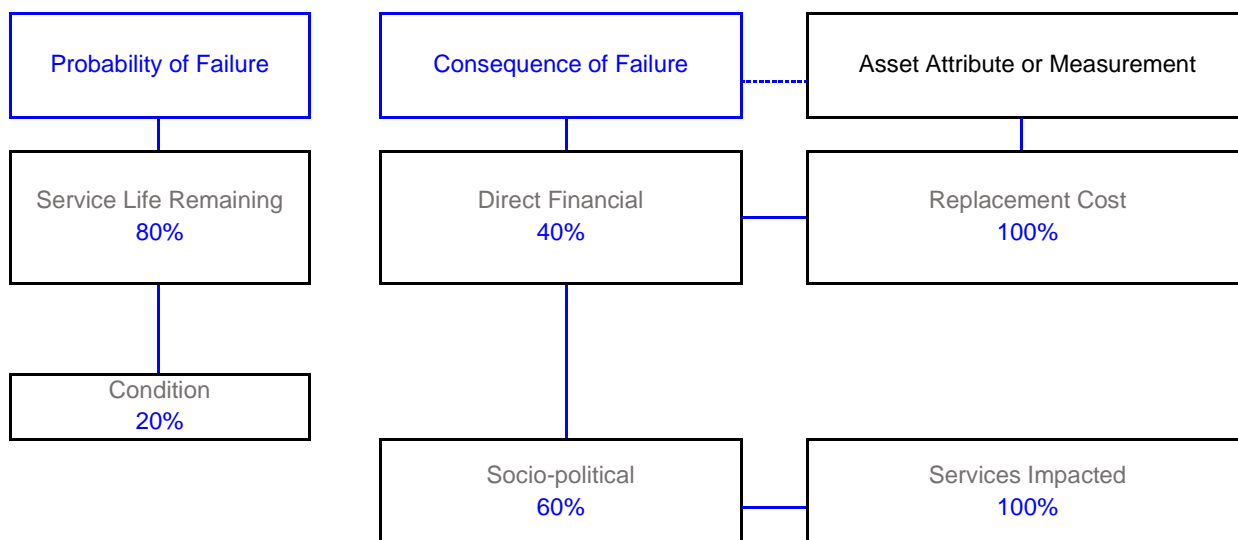 Probability of Failure
Consequence of Failure
Asset Attribute or Measurement
Service Life Remaining
80%
Direct Financial
40%
Replacement Cost
100%
Condition
20%
Socio-political
60%
Services Impacted
100%